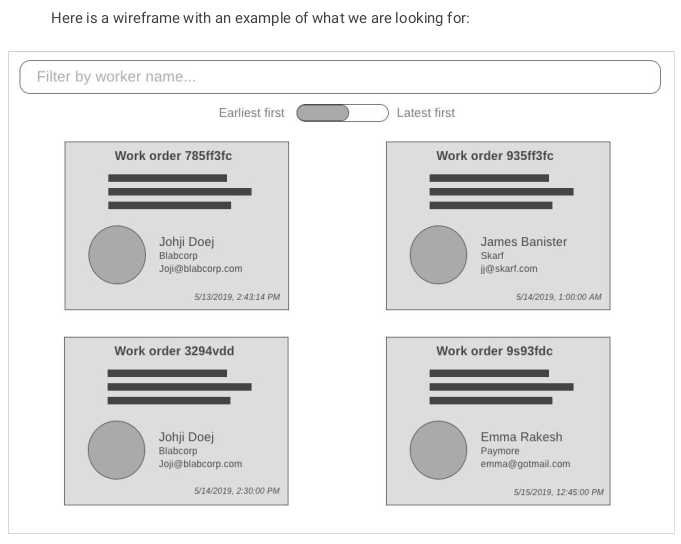 Here is a wireframe with an example of what we are looking for:
Filter by worker name...
Earliest first
Latest first
Work order 785ff3fc
Johji Doej
Blabcorp
Joji@blabcorp.com
5/13/2019, 2:43:14 PM
Work order 935ff3fc
James Banister
Skarf
jj@skarf.com
5/14/2019, 1:00:00 AM
Work order 3294vdd
Johji Doej
Blabcorp
Joji@blabcorp.com
5/14/2019, 2:30:00 PM
Work order 9s93fdc
Emma Rakesh
Paymore
emma@gotmail.com
5/15/2019, 12:45:00 PM